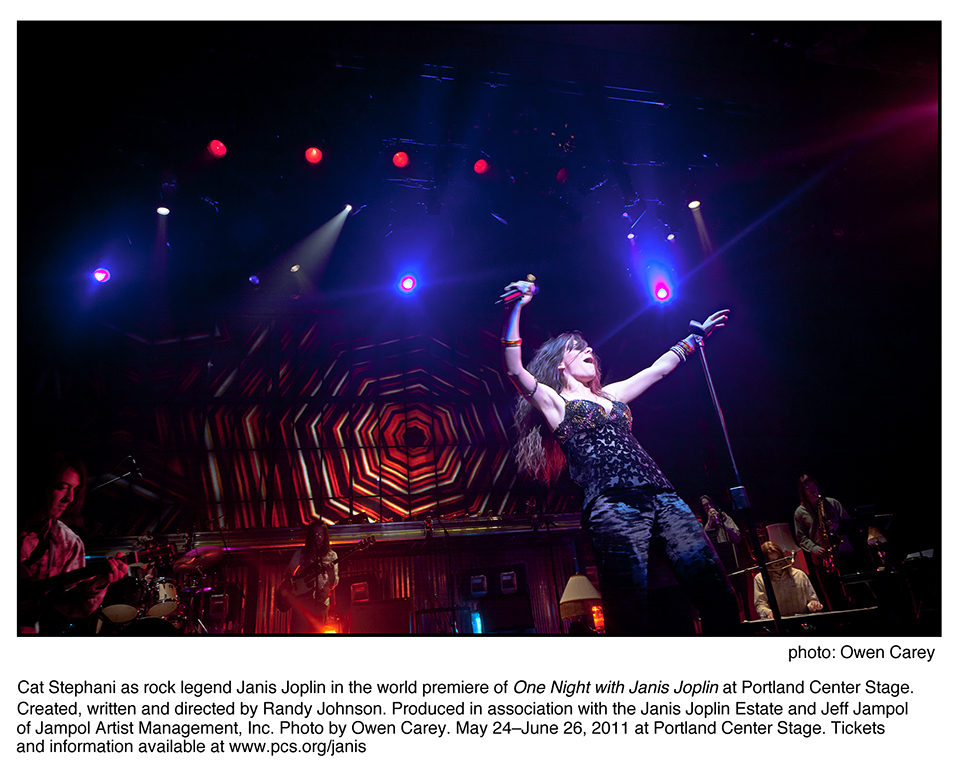 photo: Owen Carey
Cat Stephani as rock legend Janis Joplin in the world premiere of One Night with Janis Joplin at Portland Center Stage.
Created, written and directed by Randy Johnson. Produced in association with the Janis Joplin Estate and Jeff Jampol
of Jampol Artist Management, Inc. Photo by Owen Carey. May 24–June 26, 2011 at Portland Center Stage. Tickets
and information available at www.pcs.org/janis